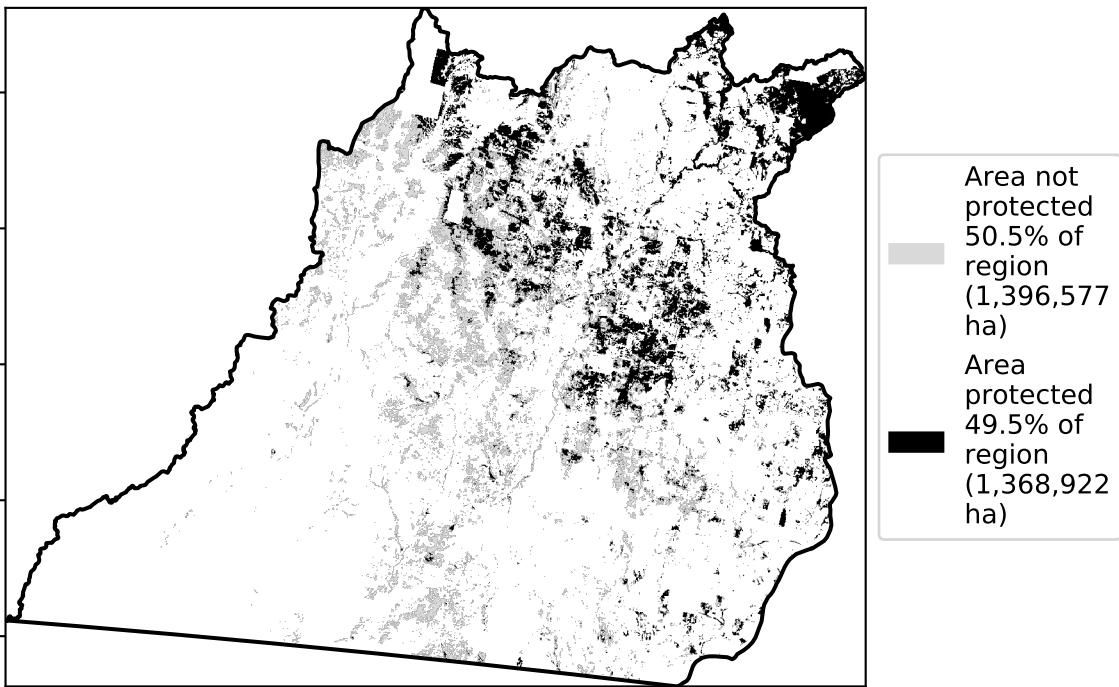 Area not
protected
50.5% of
region
(1,396,577
ha)
Area
protected
49.5% of
region
(1,368,922
ha)